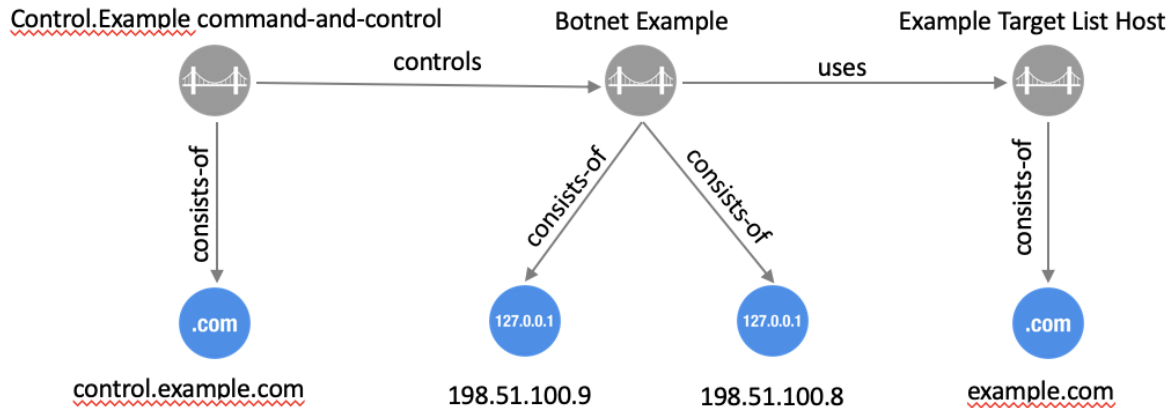 Control.Example command-and-control
Botnet Example
Example Target List Host
controls
uses
consists-of
consists-of
consists-of
consists-of
.com
127.0.0.1
127.0.0.1
.com
control.example.com
198.51.100.9
198.51.100.8
example.com